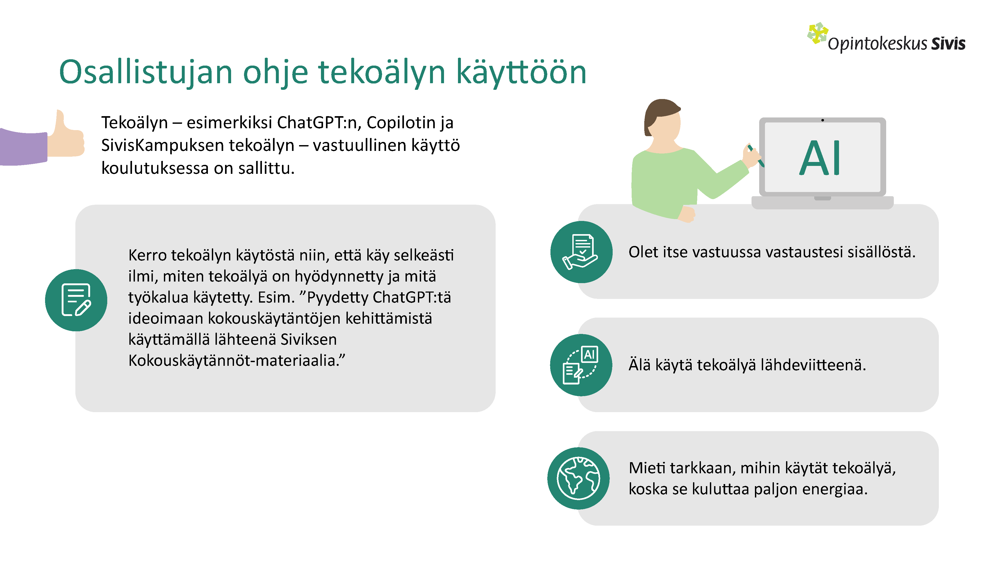 Opintokeskus Sivis
Osallistujan ohje tekoälyn käyttöön
Tekoälyn – esimerkiksi ChatGPT:n, Copilotin ja
SivisKampuksen tekoälyn – vastuullinen käyttö
koulutuksessa on sallittu.
AI
Kerro tekoälyn käytöstä niin, että käy selkeästi
ilmi, miten tekoälyä on hyödynnetty ja mitä
työkalua käytetty. Esim. ”Pyydetty ChatGPT:tä
ideoimaan kokouskäytäntöjen kehittämistä
käyttämällä lähteenä Siviksen
Kokouskäytännöt-materiaalia.”
Olet itse vastuussa vastaustesi sisällöstä.
AI
Älä käytä tekoälyä lähdeviitteenä.
Mieti tarkkaan, mihin käytät tekoälyä,
koska se kuluttaa paljon energiaa.